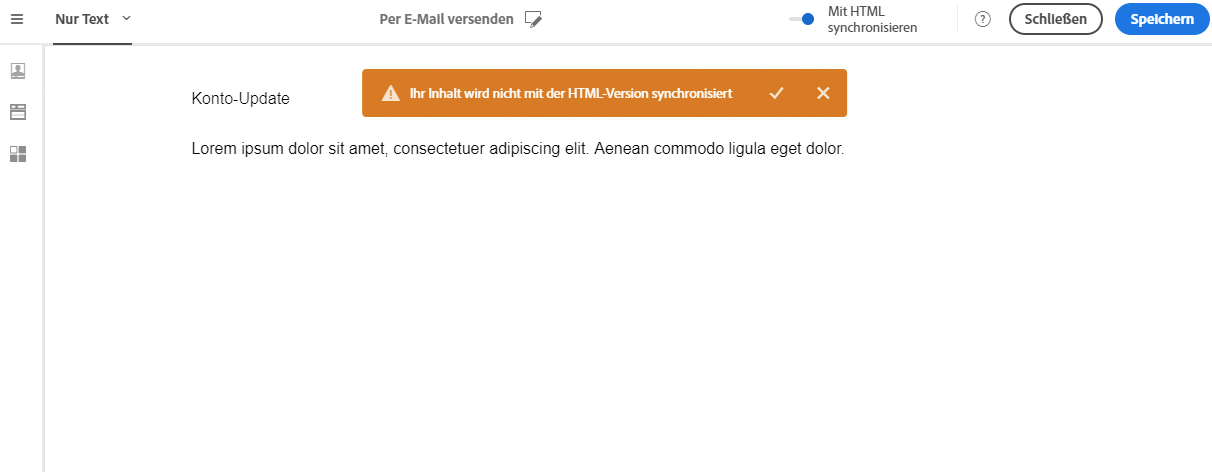 Nur Text
Per E-Mail versenden
Mit HTML
synchronisieren
?
Schließen
Speichern
Ihr Inhalt wird nicht mit der HTML-Version synchronisiert
Konto-Update
Lorem ipsum dolor sit amet, consectetuer adipiscing elit. Aenean commodo ligula eget dolor.